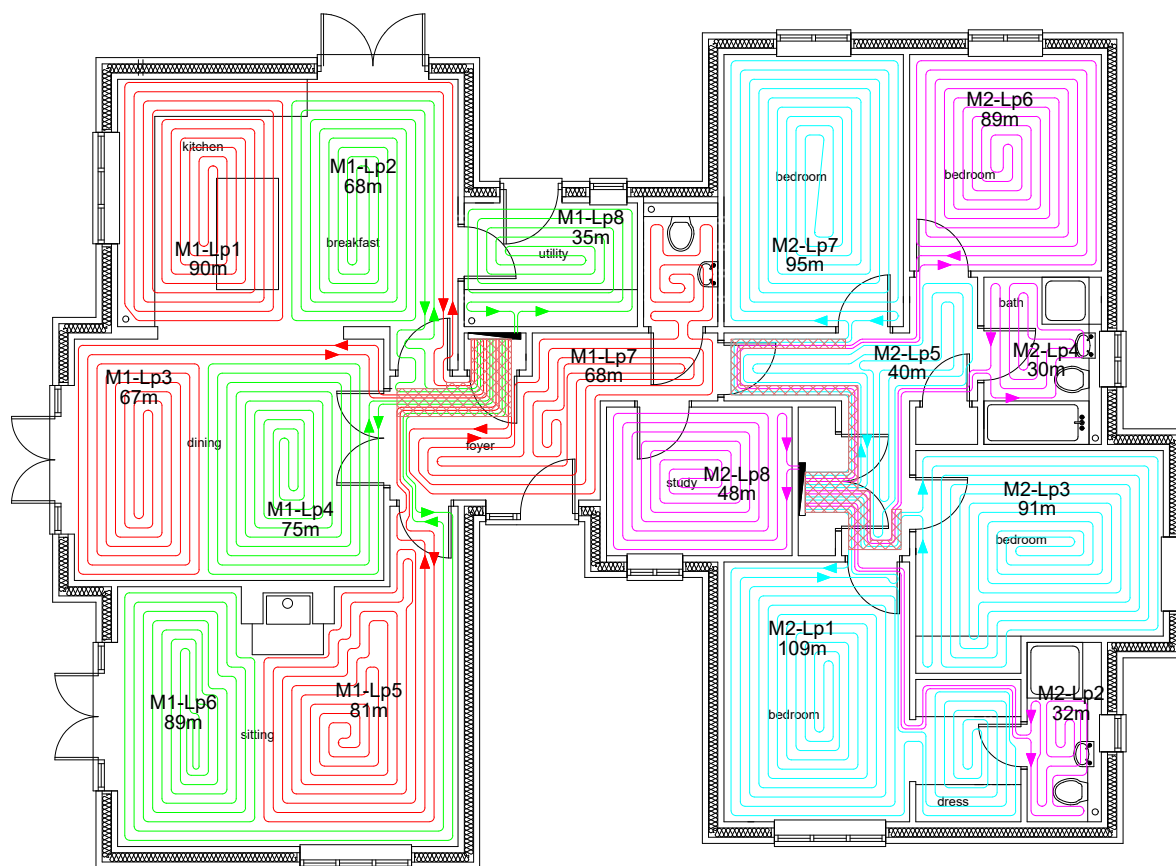 M2-Lp6
89m
bedroom
kitchen
M1-Lp2
68m
bedroom
M1-Lp8
35m
utility
M1-Lp1
90m
breakfast
M2-Lp7
95m
bath
M2-Lp4
30m
M2-Lp5
40m
M1-Lp7
68m
M1-Lp3
67m
dining
foyer
M1-Lp4
75m
study
M2-Lp8
48m
M2-Lp3
91m
bedroom
M2-Lp1
109m
bedroom
M2-Lp2
32m
M1-Lp6
89m
sitting
M1-Lp5
81m
dress